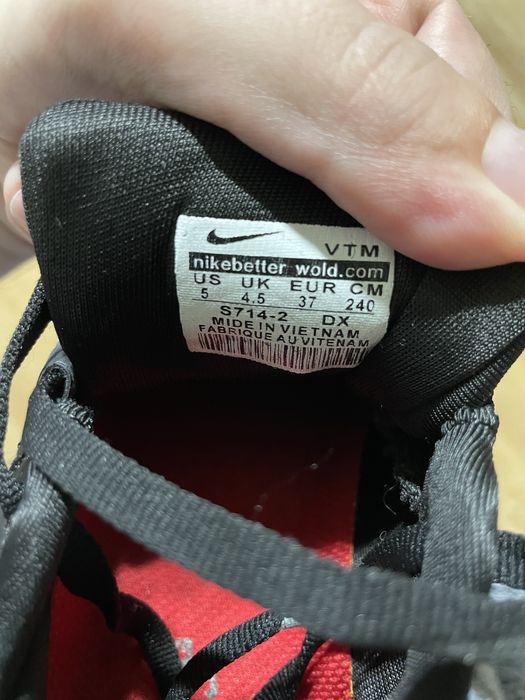 VTM
nikebetter wold.com
US UK EUR CM
5 4.5 37 240
S714-2 DX
MIDE IN VIETNAM
FABRIQUE AU VITENAM